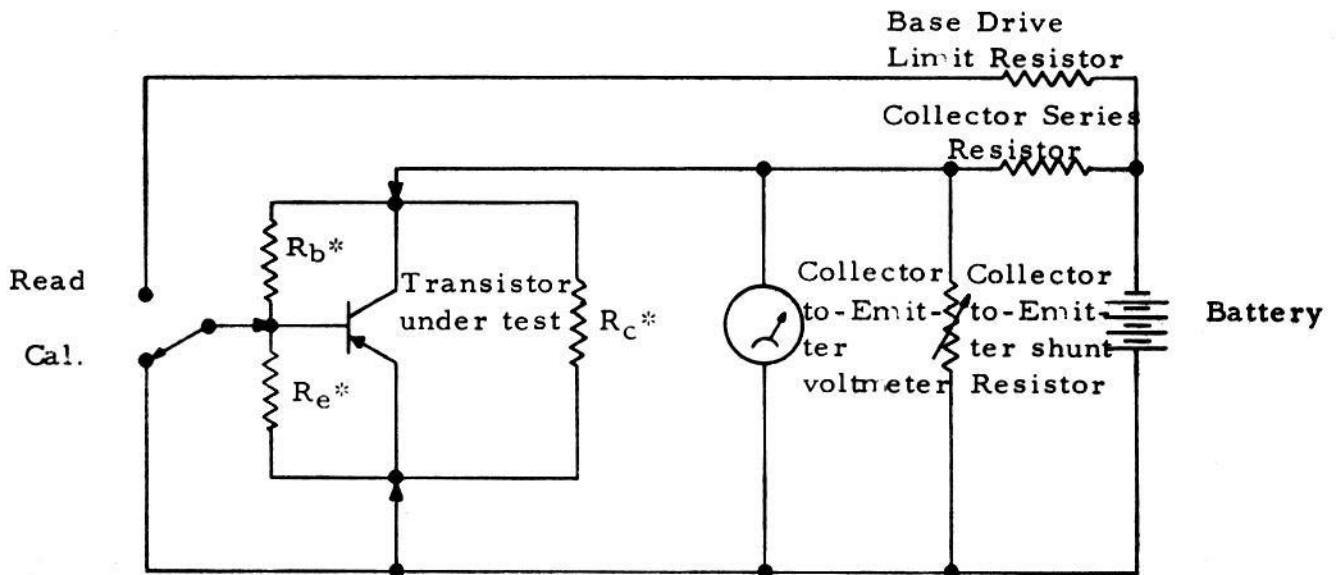 Base Drive
Limit Resistor
Collector Series
Resistor
Read
Cal.
Rb*
Re*
Transistor
under test
Rc*
Collector
to-Emit-
ter
voltmeter
Collector
to-Emit-
ter shunt
Resistor
Battery